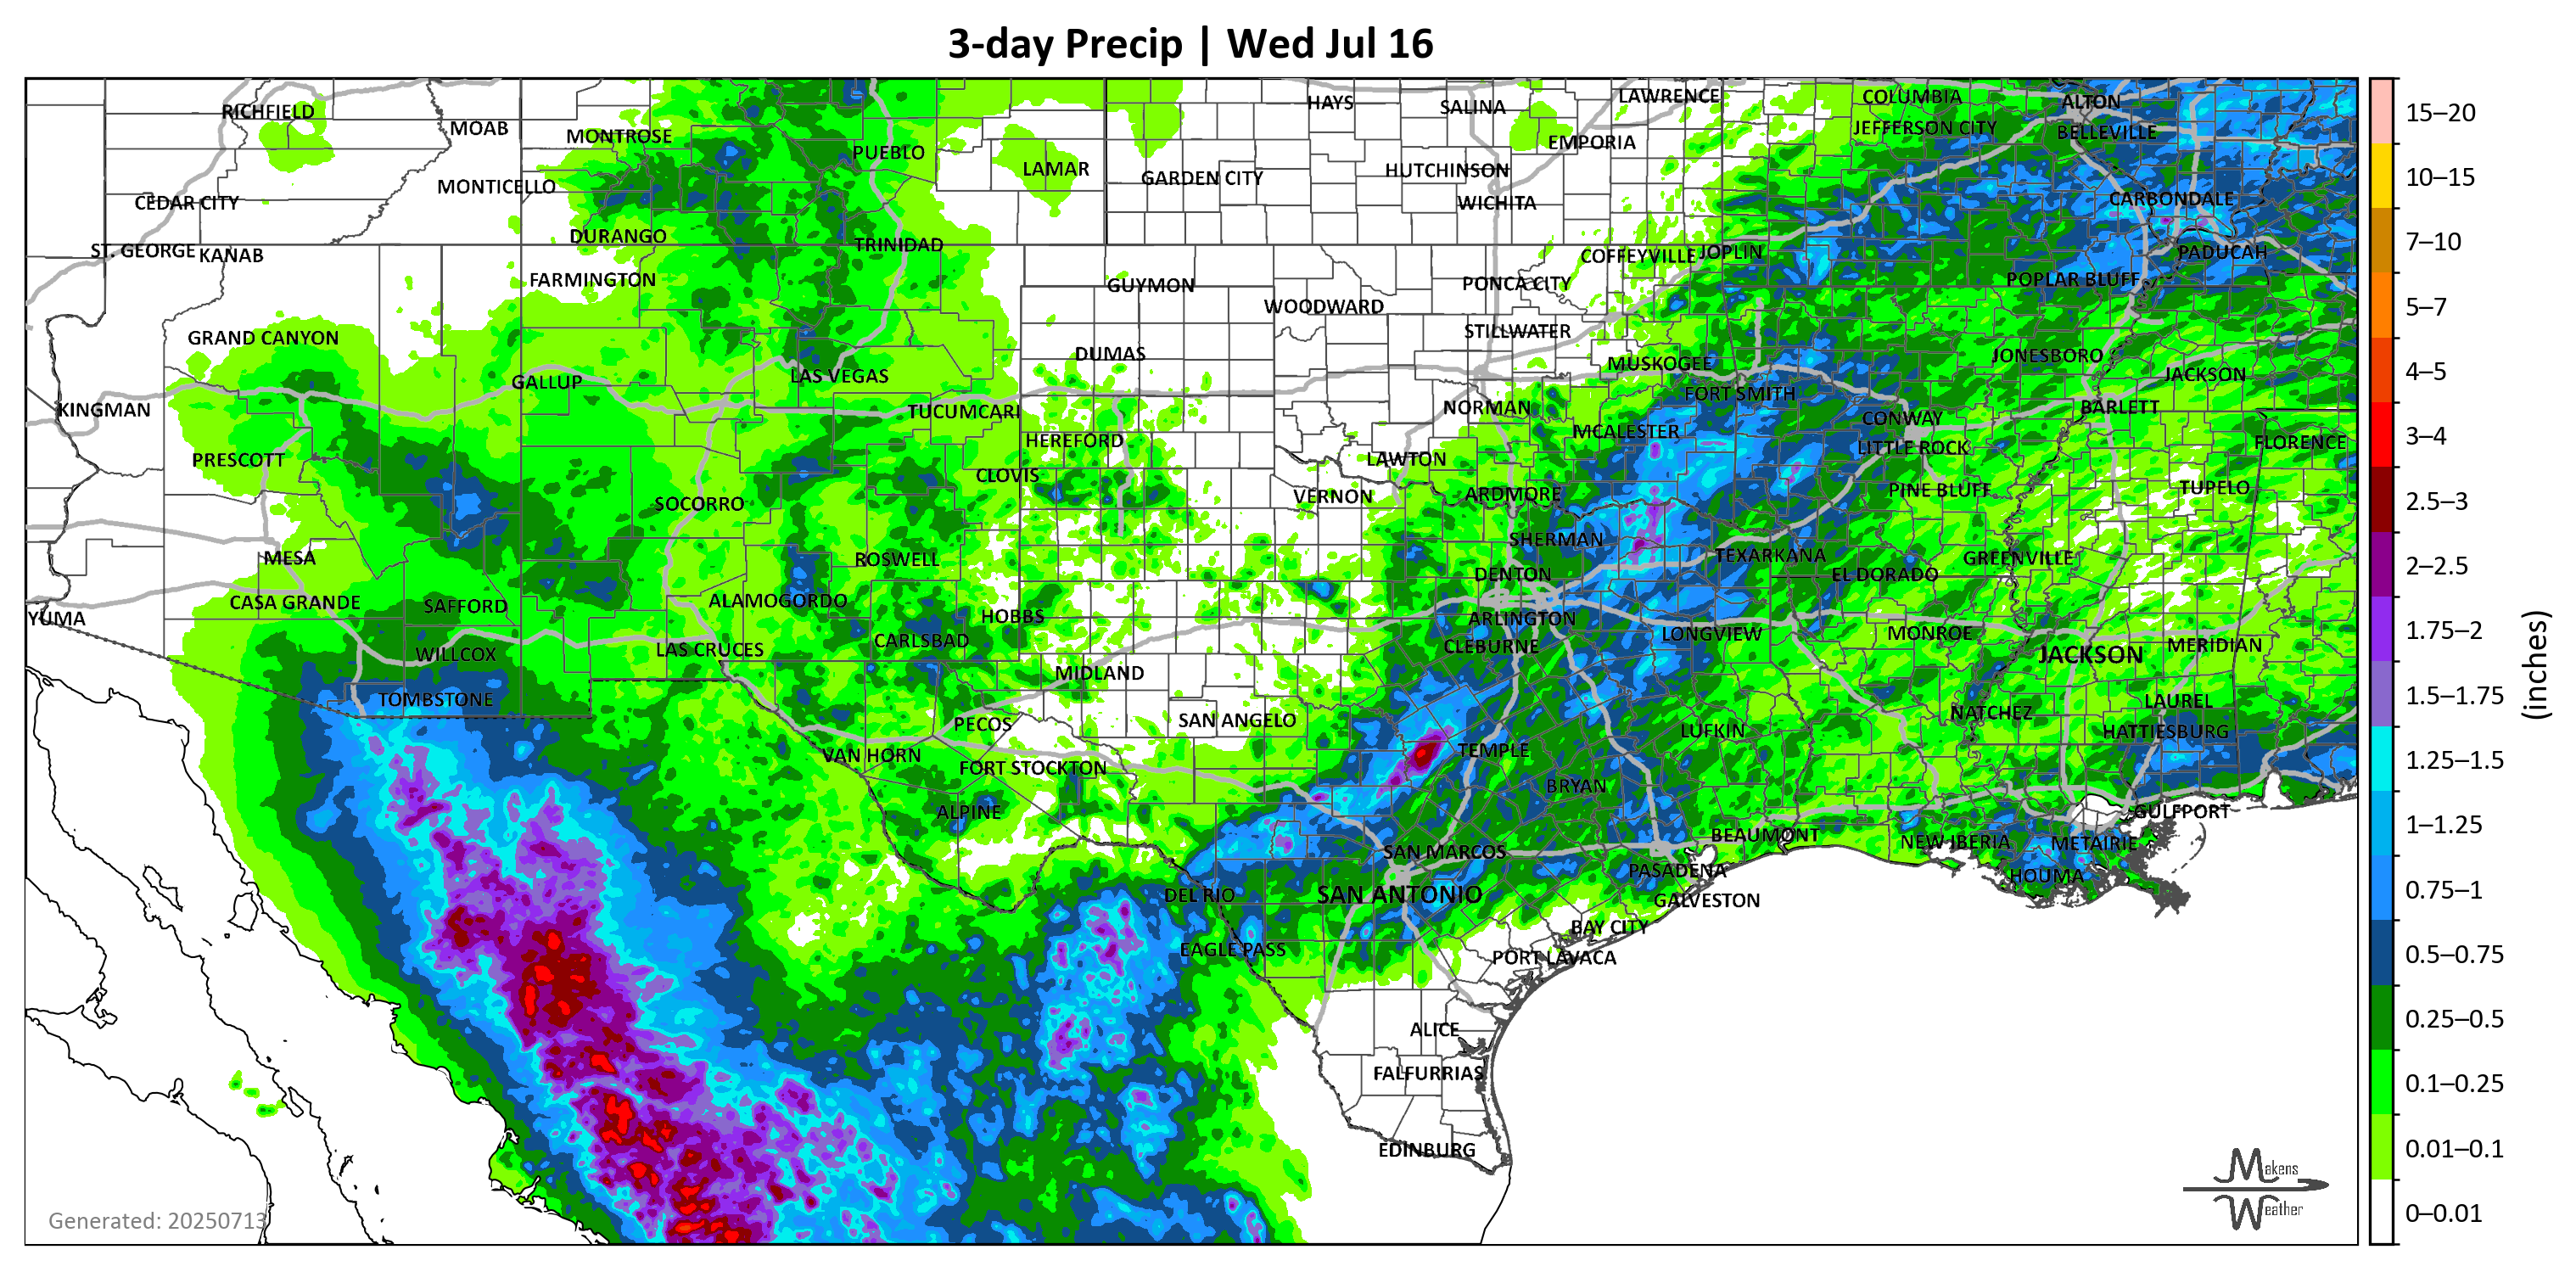 3-day Precip | Wed Jul 16
RICHFIELD
MOAB
MONTROSE
PUEBLO
LAMAR
HAYS
SALINA
LAWRENCE
COLUMBIA
ALTON
EMPORIA
JEFFERSON CITY
BELLEVILLE
CEDAR CITY
MONTICELLO
GARDEN CITY
HUTCHINSON
WICHITA
CARBONDALE
ST. GEORGE
KANAB
DURANGO
TRINIDAD
COFFEYVILLE
JOPLIN
PADUCAH
FARMINGTON
GUYMON
WOODWARD
PONCA CITY
POPLAR BLUFF
GRAND CANYON
DUMAS
STILLWATER
JONESBORO
KINGMAN
GALLUP
LAS VEGAS
TUCUMCARI
MUSKOGEE
FORT SMITH
JACKSON
NORMAN
CONWAY
BARLETT
PRESCOTT
HEREFORD
MCALESTER
LITTLE ROCK
FLORENCE
SOCORRO
CLOVIS
LAWTON
VERNON
ARDMORE
PINE BLUFF
TUPELO
MESA
ROSWELL
SHERMAN
TEXARKANA
GREENVILLE
DENTON
EL DORADO
YUMA
CASA GRANDE
SAFFORD
ALAMOGORDO
HOBBS
ARLINGTON
WILLCOX
LAS CRUCES
CARLSBAD
CLEBURNE
LONGVIEW
MONROE
JACKSON
MERIDIAN
TOMBSTONE
MIDLAND
PECOS
SAN ANGELO
LUFKIN
NATCHEZ
LAUREL
HATTIESBURG
VAN HORN
FORT STOCKTON
TEMPLE
BRYAN
ALPINE
GULFPORT
SAN MARCOS
BEAUMONT
NEW IBERIA
METAIRIE
DEL RIO
SAN ANTONIO
PASADENA
HOUMA
GALVESTON
EAGLE PASS
BAY CITY
PORT LAVACA
ALICE
FALFURRIAS
EDINBURG
Generated: 20250713
Makens
Weather
15–20
10–15
7–10
5–7
4–5
3–4
2.5–3
2–2.5
1.75–2
1.5–1.75
1.25–1.5
1–1.25
0.75–1
0.5–0.75
0.25–0.5
0.1–0.25
0.01–0.1
0–0.01
(inches)